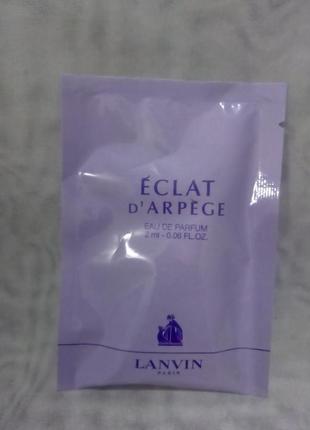 ÉCLAT
D'ARPÈGE
EAU DE PARFUM
2 ml - 0.06 FL.OZ.
LANVIN
PARIS